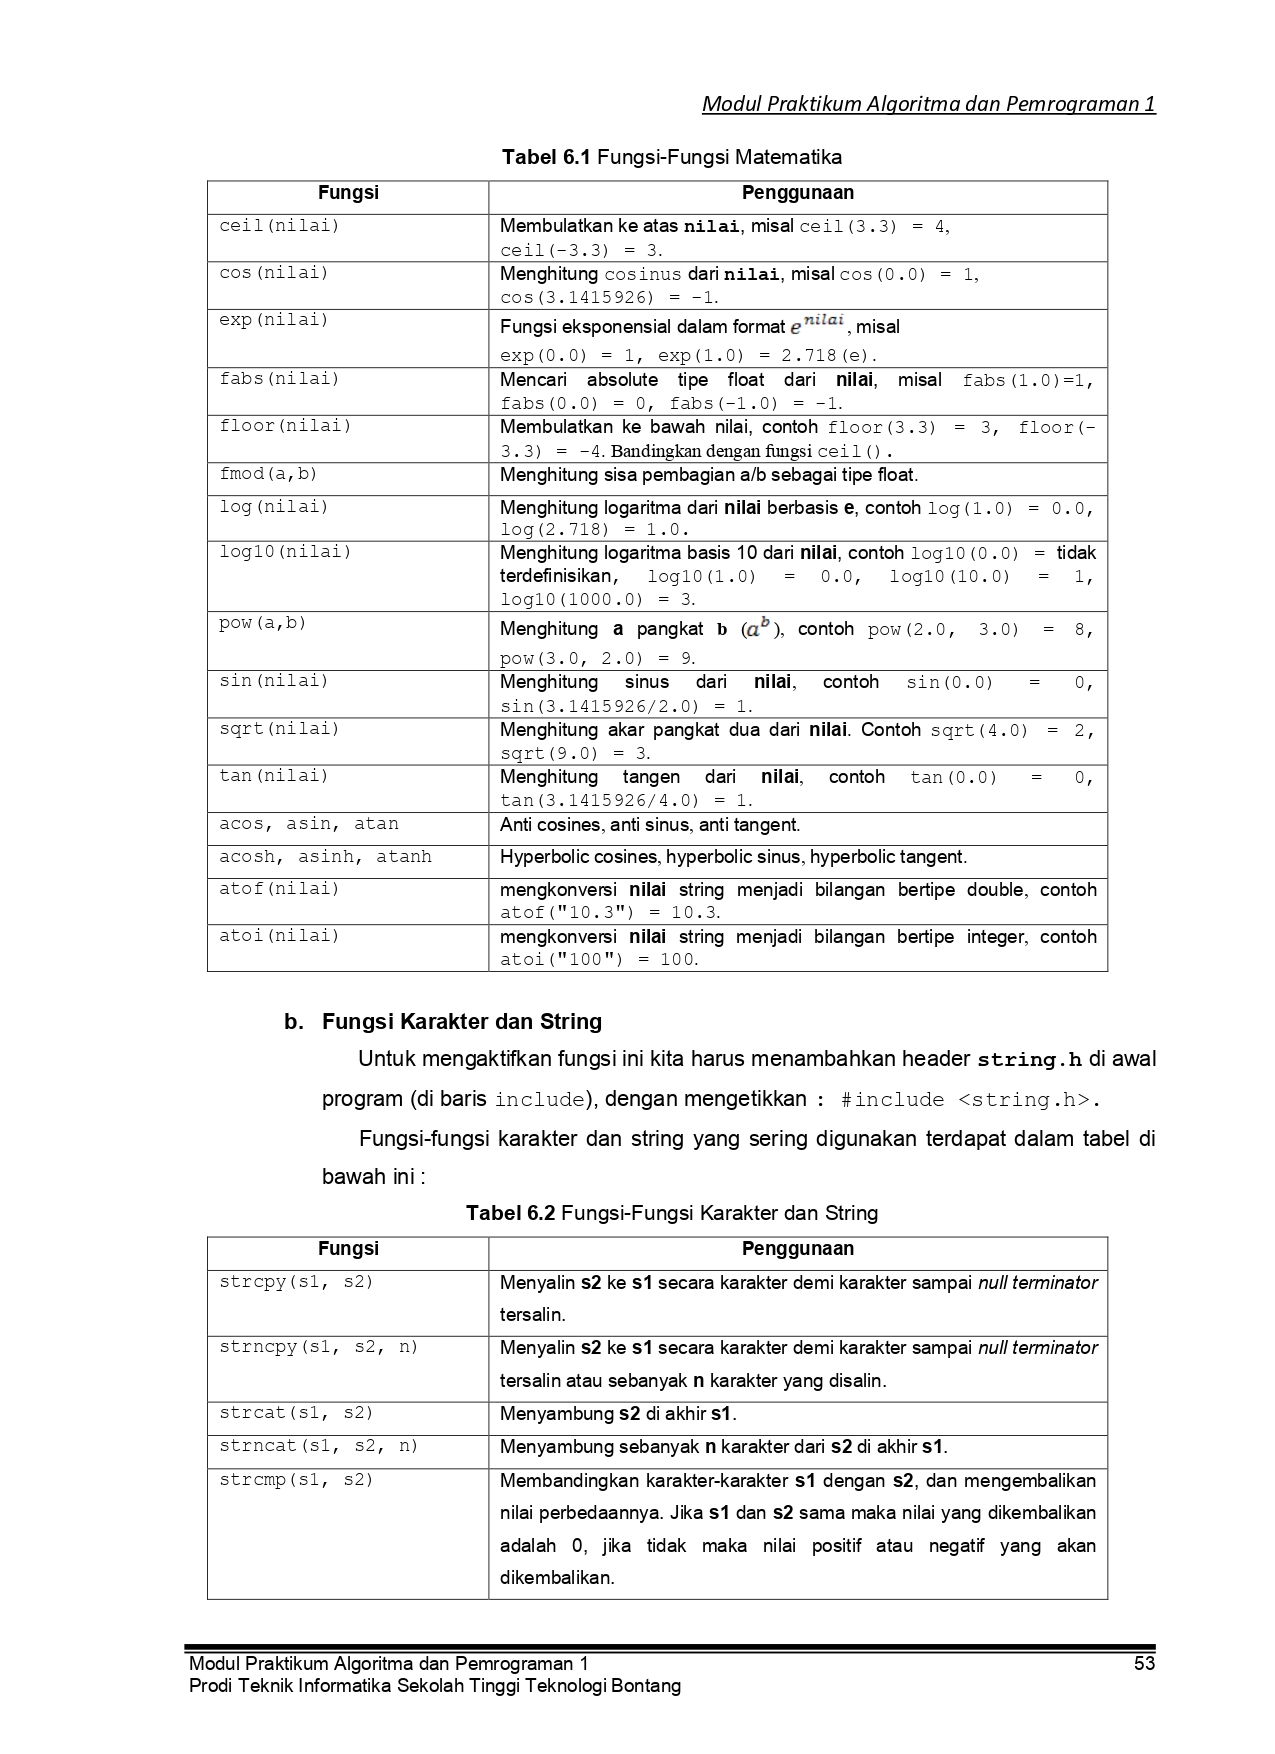 Modul Praktikum Algoritma dan Pemrograman 1
Tabel 6.1 Fungsi-Fungsi Matematika
Fungsi Penggunaan
ceil(nilai) Membulatkan ke atas nilai, misal ceil(3.3) = 4,
ceil(-3.3) = 3.
cos(nilai) Menghitung cosinus dari nilai, misal cos(0.0) = 1,
cos(3.1415926) = -1.
exp(nilai) Fungsi eksponensial dalam format e^nilai, misal
exp(0.0) = 1, exp(1.0) = 2.718(e).
fabs(nilai) Mencari absolute tipe float dari nilai, misal fabs(1.0)=1,
fabs(0.0) = 0, fabs(-1.0) = -1.
floor(nilai) Membulatkan ke bawah nilai, contoh floor(3.3) = 3, floor(-
3.3) = -4. Bandingkan dengan fungsi ceil().
fmod(a,b) Menghitung sisa pembagian a/b sebagai tipe float.
log(nilai) Menghitung logaritma dari nilai berbasis e, contoh log(1.0) = 0.0,
log(2.718) = 1.0.
log10(nilai) Menghitung logaritma basis 10 dari nilai, contoh log10(0.0) = tidak
terdefinisikan, log10(1.0) = 0.0, log10(10.0) = 1,
log10(1000.0) = 3.
pow(a,b) Menghitung a pangkat b (a^b), contoh pow(2.0, 3.0) = 8,
pow(3.0, 2.0) = 9.
sin(nilai) Menghitung sinus dari nilai, contoh sin(0.0) = 0,
sin(3.1415926/2.0) = 1.
sqrt(nilai) Menghitung akar pangkat dua dari nilai. Contoh sqrt(4.0) = 2,
sqrt(9.0) = 3.
tan(nilai) Menghitung tangen dari nilai, contoh tan(0.0) = 0,
tan(3.1415926/4.0) = 1.
acos, asin, atan Anti cosines, anti sinus, anti tangent.
acosh, asinh, atanh Hyperbolic cosines, hyperbolic sinus, hyperbolic tangent.
atof(nilai) mengkonversi nilai string menjadi bilangan bertipe double, contoh
atof("10.3") = 10.3.
atoi(nilai) mengkonversi nilai string menjadi bilangan bertipe integer, contoh
atoi("100") = 100.
b. Fungsi Karakter dan String
Untuk mengaktifkan fungsi ini kita harus menambahkan header string.h di awal
program (di baris include), dengan mengetikkan : #include <string.h>.
Fungsi-fungsi karakter dan string yang sering digunakan terdapat dalam tabel di
bawah ini :
Tabel 6.2 Fungsi-Fungsi Karakter dan String
Fungsi Penggunaan
strcpy(s1, s2) Menyalin s2 ke s1 secara karakter demi karakter sampai null terminator
tersalin.
strncpy(s1, s2, n) Menyalin s2 ke s1 secara karakter demi karakter sampai null terminator
tersalin atau sebanyak n karakter yang disalin.
strcat(s1, s2) Menyambung s2 di akhir s1.
strncat(s1, s2, n) Menyambung sebanyak n karakter dari s2 di akhir s1.
strcmp(s1, s2) Membandingkan karakter-karakter s1 dengan s2, dan mengembalikan
nilai perbedaannya. Jika s1 dan s2 sama maka nilai yang dikembalikan
adalah 0, jika tidak maka nilai positif atau negatif yang akan
dikembalikan.
Modul Praktikum Algoritma dan Pemrograman 1 53
Prodi Teknik Informatika Sekolah Tinggi Teknologi Bontang